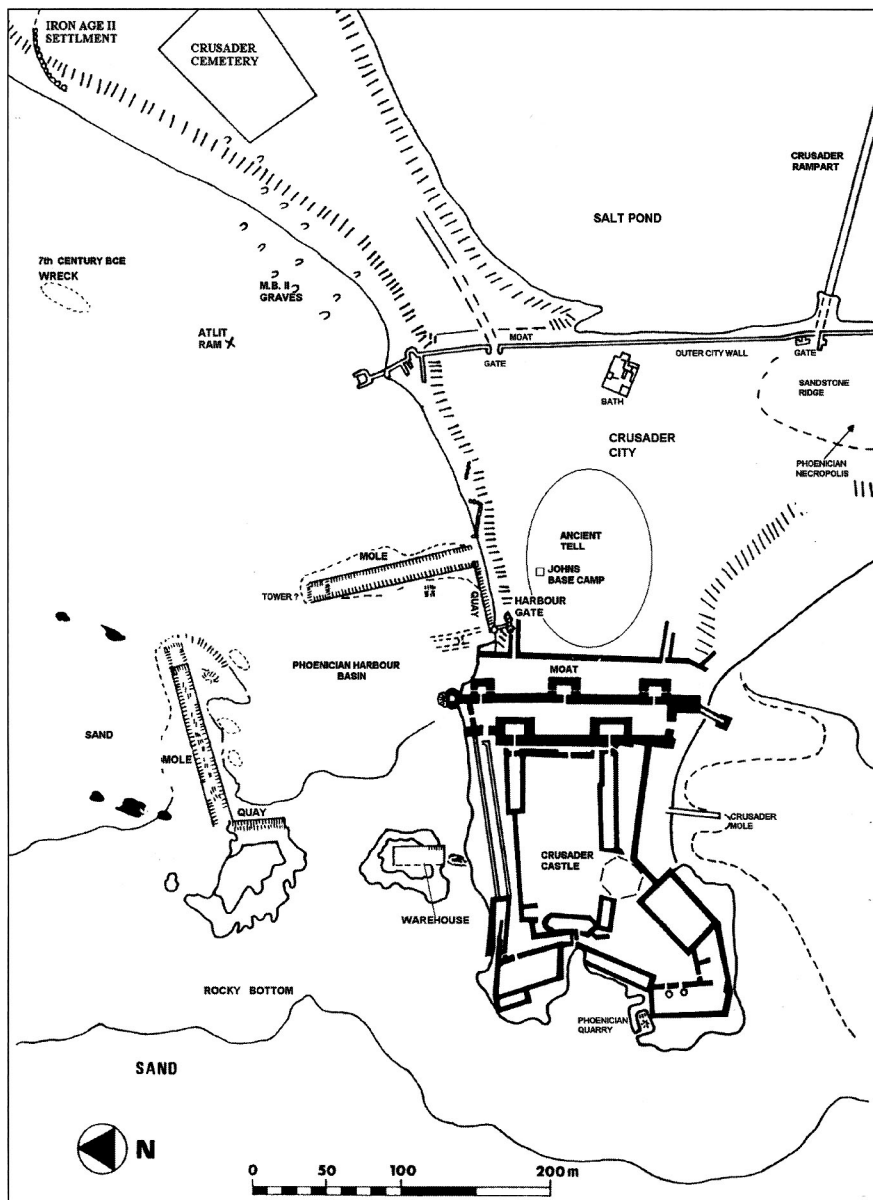 IRON AGE II
SETTLMENT
CRUSADER
CEMETERY
CRUSADER
RAMPART
SALT POND
7th CENTURY BCE
WRECK
M.B. II
GRAVES
ATLIT
RAM
MOAT
GATE
OUTER CITY WALL
GATE
BATH
SANDSTONE
RIDGE
CRUSADER
CITY
PHOENICIAN
NECROPOLIS
ANCIENT
TELL
MOLE
JOHNS
BASE CAMP
TOWER ?
QUAY
HARBOUR
GATE
PHOENICIAN HARBOUR
BASIN
MOAT
SAND
MOLE
QUAY
CRUSADER
MOLE
CRUSADER
CASTLE
WAREHOUSE
ROCKY BOTTOM
PHOENICIAN
QUARRY
SAND
N
0 50 100 200 m